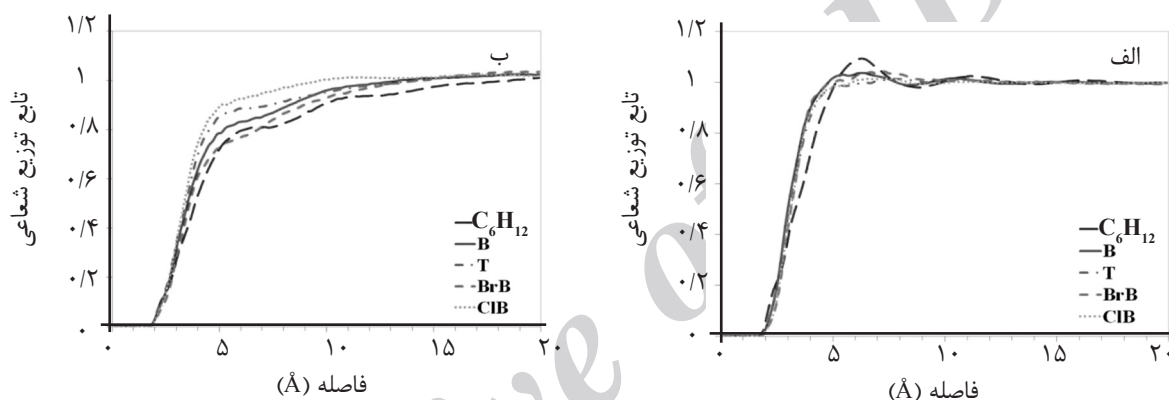 الف
تابع توزیع شعاعی
۱/۲
۱
۰/۸
۰/۶
۰/۴
۰/۲
۰
C₆H₁₂
B
T
BrB
ClB
۰ ۵ ۱۰ ۱۵ ۲۰
فاصله (Å)
ب
تابع توزیع شعاعی
۱/۲
۱
۰/۸
۰/۶
۰/۴
۰/۲
۰
C₆H₁₂
B
T
BrB
ClB
۰ ۵ ۱۰ ۱۵ ۲۰
فاصله (Å)